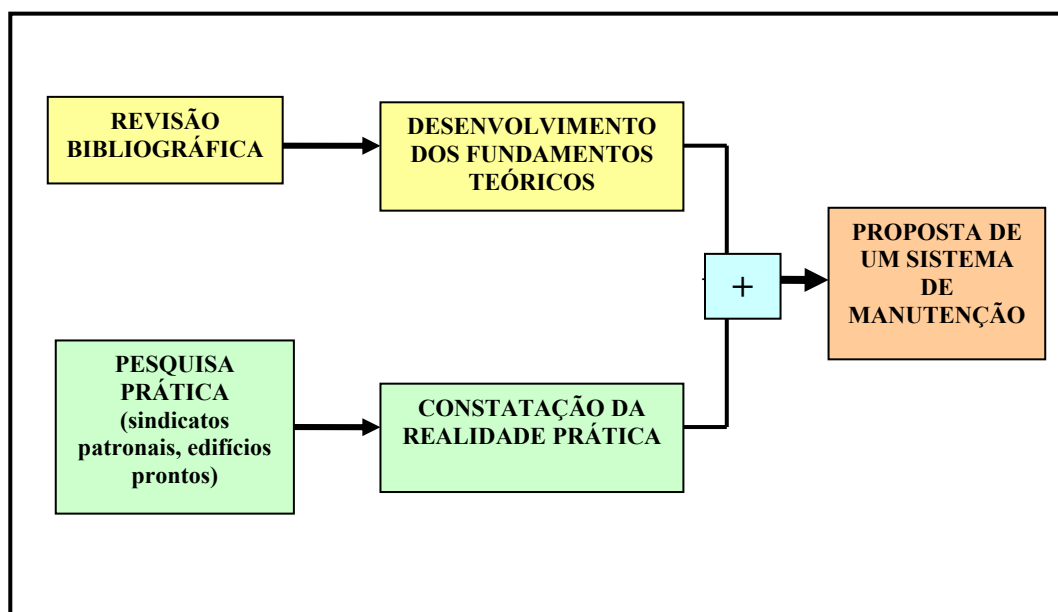 REVISÃO
BIBLIOGRÁFICA
DESENVOLVIMENTO
DOS FUNDAMENTOS
TEÓRICOS
PROPOSTA DE
UM SISTEMA
DE
MANUTENÇÃO
+
PESQUISA
PRÁTICA
(sindicatos
patronais, edifícios
prontos)
CONSTATAÇÃO DA
REALIDADE PRÁTICA